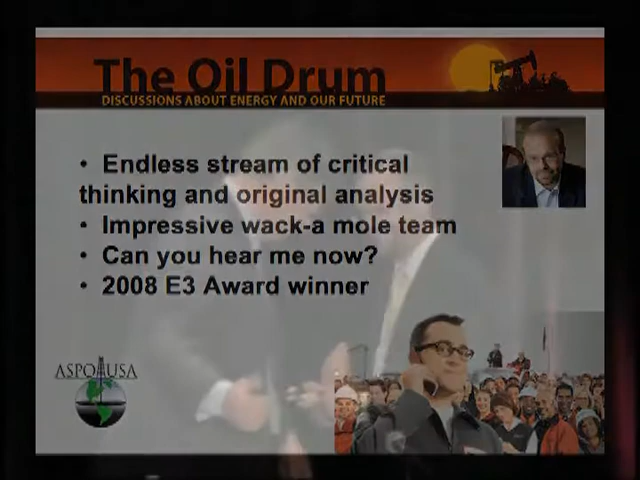 The Oil Drum
DISCUSSIONS ABOUT ENERGY AND OUR FUTURE
• Endless stream of critical
thinking and original analysis
• Impressive wack-a mole team
• Can you hear me now?
• 2008 E3 Award winner
ASPO USA